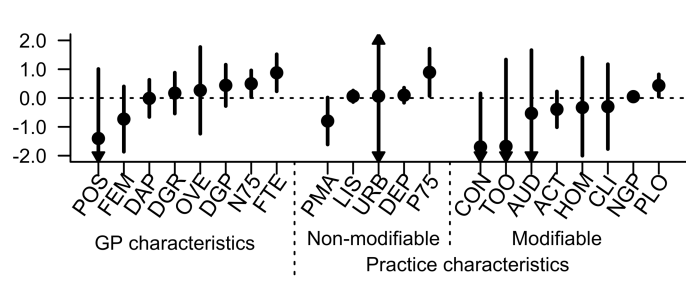 2.0
1.0
0.0
-1.0
-2.0
POS FEM DAP DGR OVE DGP N75 FTE PMA LIS URB DEP P75 CON TOO AUD ACT HOM CLI NGP PLO
GP characteristics Non-modifiable Modifiable
Practice characteristics